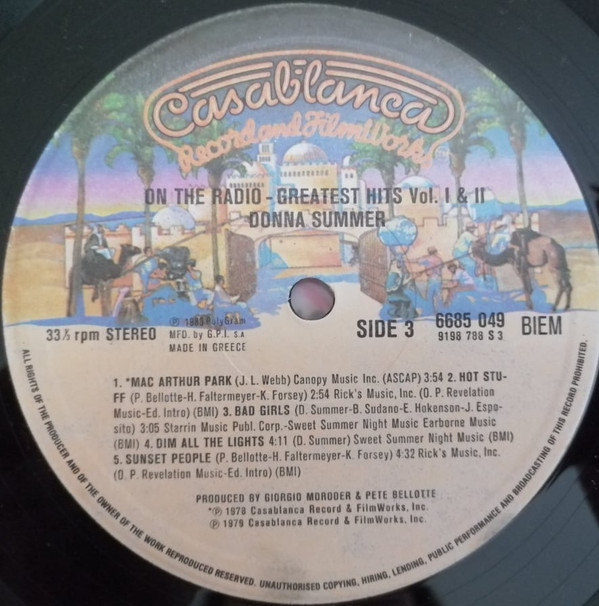 Casablanca
Record and FilmWorks
ON THE RADIO - GREATEST HITS Vol. I & II
DONNA SUMMER
33⅓ rpm STEREO
Ⓟ 1983 PolyGram
MFD. by G.P.I. S.A
MADE IN GREECE
SIDE 3
6685 049
9198 788 S 3
BIEM
1. *MAC ARTHUR PARK (J. L. Webb) Canopy Music Inc. (ASCAP) 3:54 2. HOT STU-
FF (P. Bellotte-H. Faltermeyer-K. Forsey) 2:54 Rick's Music, Inc. (O. P. Revelation
Music-Ed. Intro) (BMI) 3. BAD GIRLS (D. Summer-B. Sudano-E. Hokenson-J. Espo-
sito) 3:05 Starrin Music Publ. Corp.-Sweet Summer Night Music Earborne Music
(BMI) 4. DIM ALL THE LIGHTS 4:11 (D. Summer) Sweet Summer Night Music (BMI)
5. SUNSET PEOPLE (P. Bellotte-H. Faltermeyer-K. Forsey) 4:32 Rick's Music, Inc.
(O. P. Revelation Music-Ed. Intro) (BMI)
PRODUCED BY GIORGIO MORODER & PETE BELLOTTE
*Ⓟ 1978 Casablanca Record & FilmWorks, Inc.
Ⓟ 1979 Casablanca Record & FilmWorks, Inc.
ALL RIGHTS OF THE PRODUCER AND OF THE OWNER OF THE WORK REPRODUCED RESERVED. UNAUTHORISED COPYING, HIRING, LENDING, PUBLIC PERFORMANCE AND BROADCASTING OF THIS RECORD PROHIBITED.